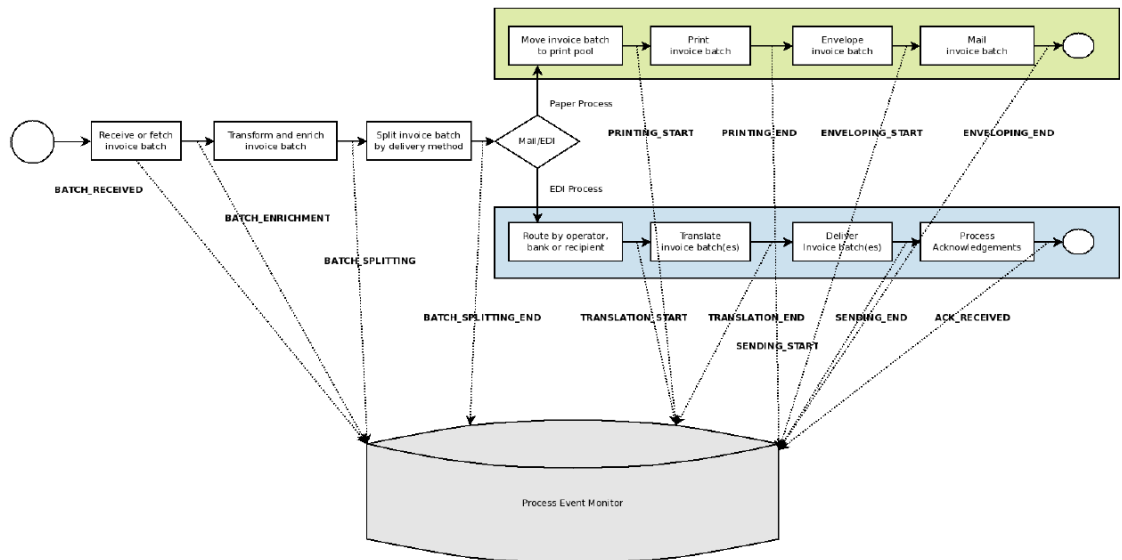 Move invoice batch
to print pool
Print
invoice batch
Envelope
invoice batch
Mail
invoice batch
Paper Process
Receive or fetch
invoice batch
Transform and enrich
invoice batch
Split invoice batch
by delivery method
Mail/EDI
PRINTING_START
PRINTING_END
ENVELOPING_START
ENVELOPING_END
EDI Process
BATCH_RECEIVED
BATCH_ENRICHMENT
BATCH_SPLITTING
Route by operator,
bank or recipient
Translate
invoice batch(es)
Deliver
Invoice batch(es)
Process
Acknowledgements
BATCH_SPLITTING_END
TRANSLATION_START
TRANSLATION_END
SENDING_END
ACK_RECEIVED
SENDING_START
Process Event Monitor